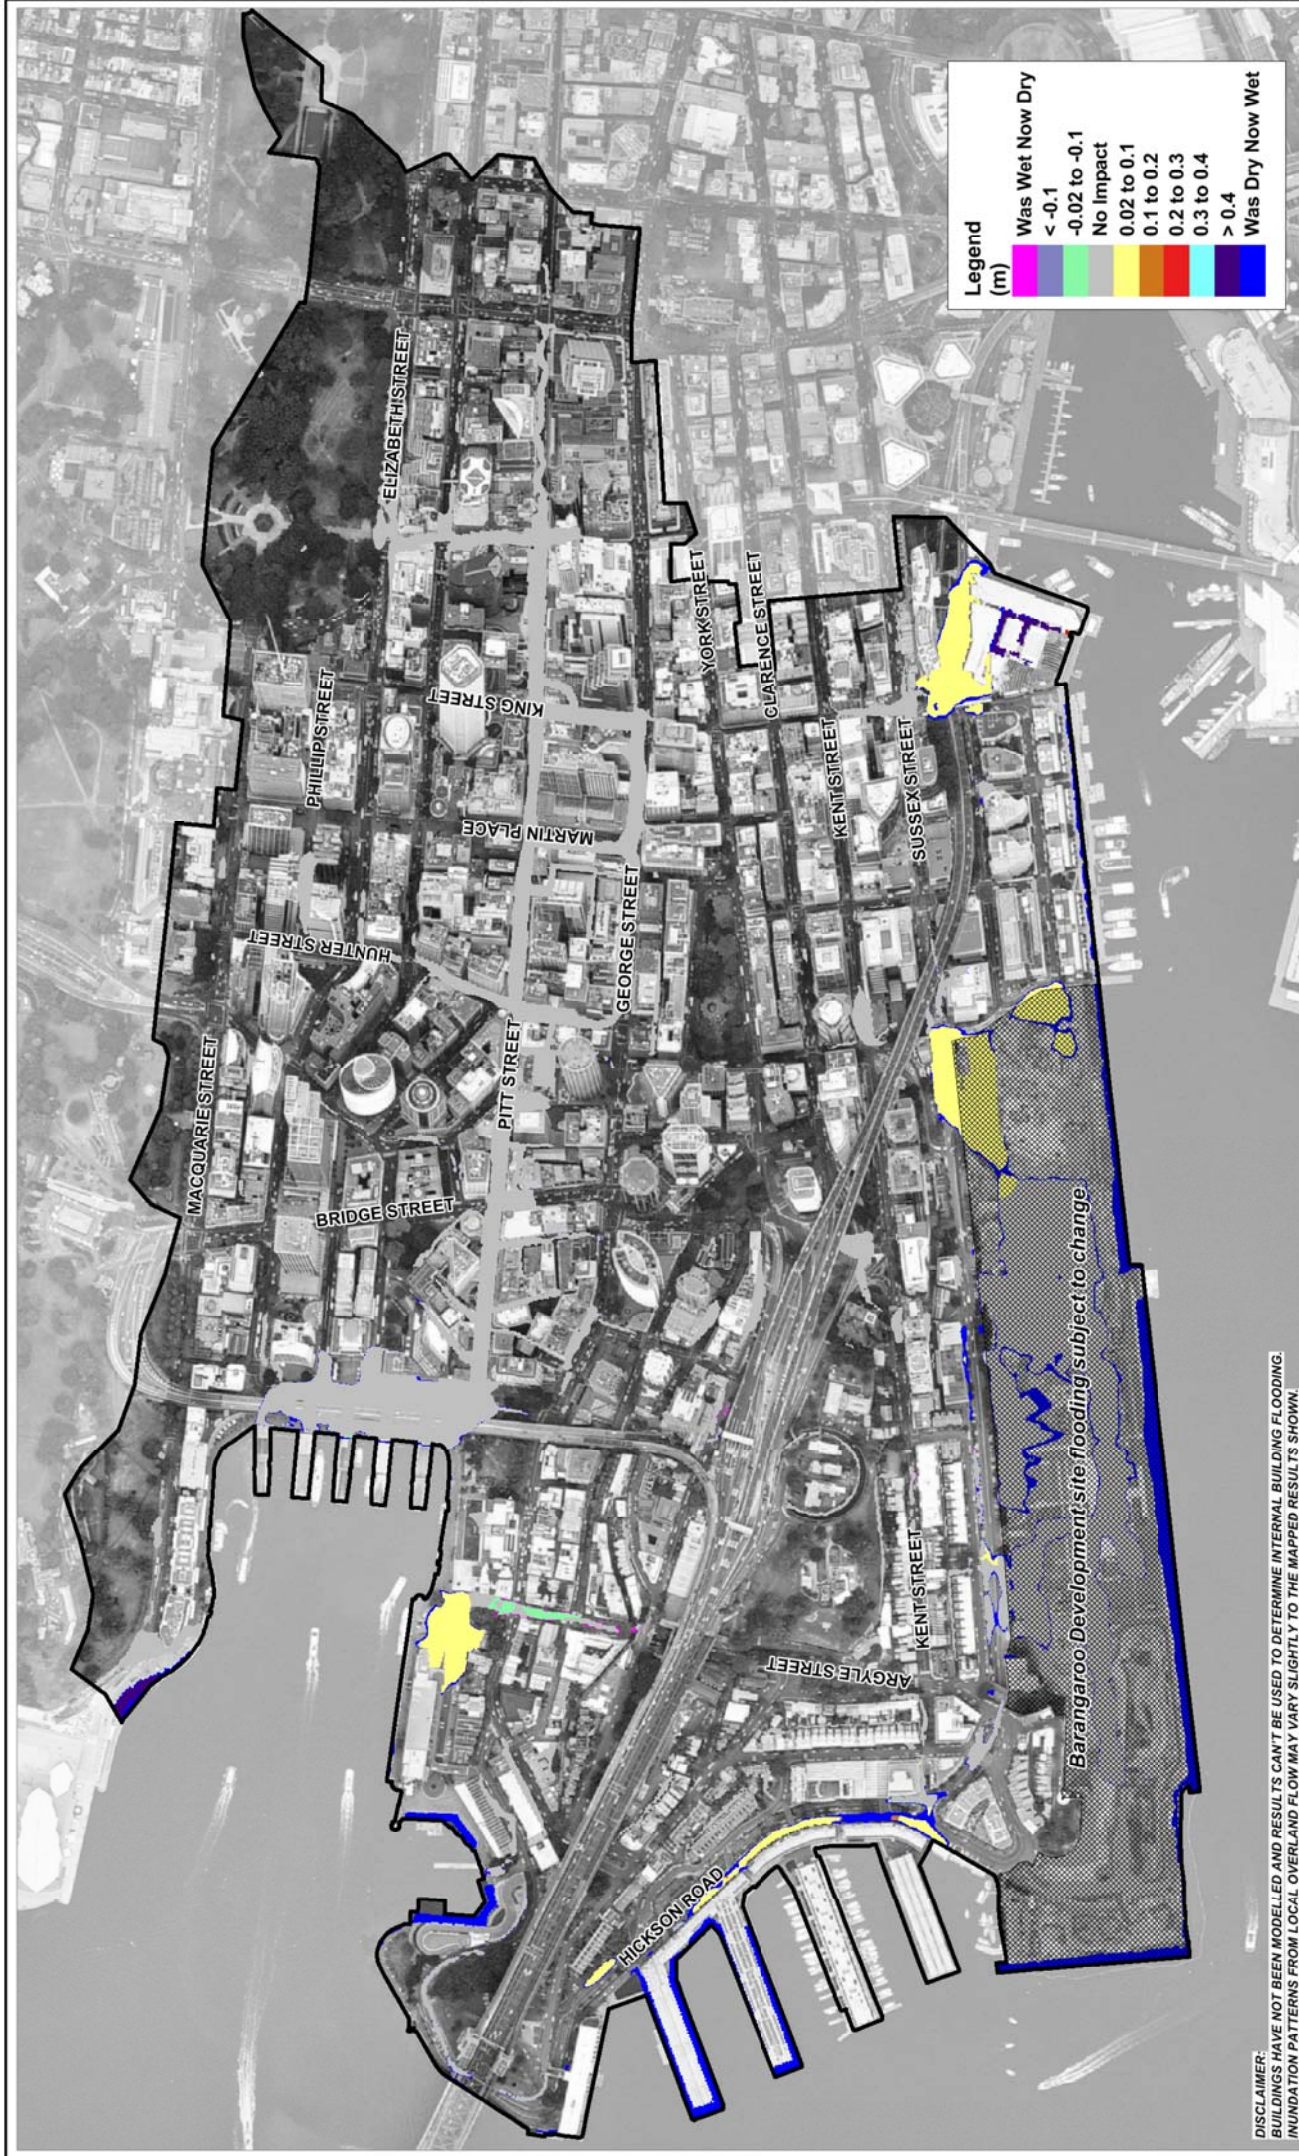 Legend
(m)
Was Wet Now Dry
< -0.1
-0.02 to -0.1
No Impact
0.02 to 0.1
0.1 to 0.2
0.2 to 0.3
0.3 to 0.4
> 0.4
Was Dry Now Wet
ELIZABETH STREET
PHILLIP STREET
KING STREET
YORK STREET
CLARENCE STREET
MARTIN PLACE
KENT STREET
SUSSEX STREET
HUNTER STREET
GEORGE STREET
MACQUARIE STREET
PITT STREET
BRIDGE STREET
KENT STREET
ARGYLE STREET
HICKSON ROAD
Barangaroo Development site flooding subject to change
DISCLAIMER:
BUILDINGS HAVE NOT BEEN MODELLED AND RESULTS CAN'T BE USED TO DETERMINE INTERNAL BUILDING FLOODING.
INUNDATION PATTERNS FROM LOCAL OVERLAND FLOW MAY VARY SLIGHTLY TO THE MAPPED RESULTS SHOWN.